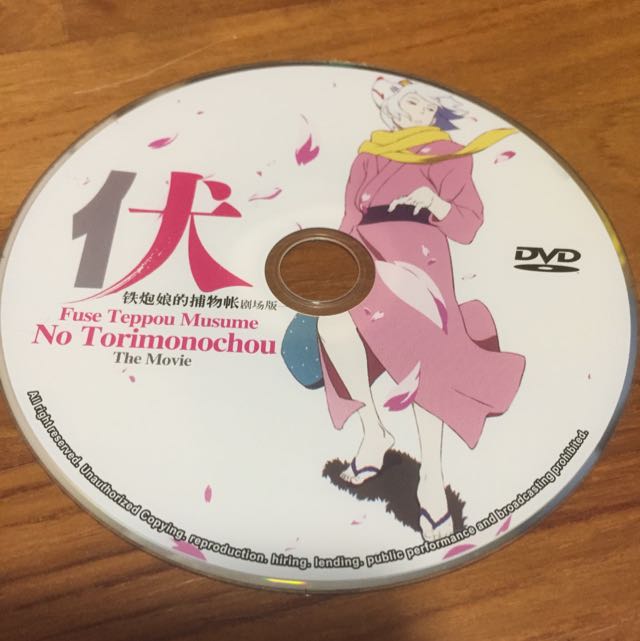 伏
铁炮娘的捕物帐剧场版
Fuse Teppou Musume
No Torimonochou
The Movie
DVD
All right reserved. Unauthorized Copying, reproduction, hiring, lending, public performance and broadcasting prohibited.